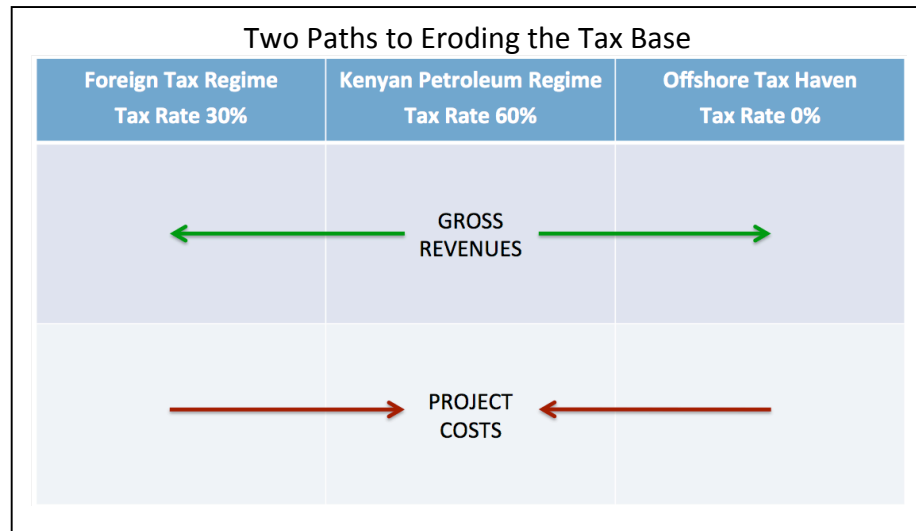 Two Paths to Eroding the Tax Base
Foreign Tax Regime
Tax Rate 30%
Kenyan Petroleum Regime
Tax Rate 60%
Offshore Tax Haven
Tax Rate 0%
GROSS
REVENUES
PROJECT
COSTS